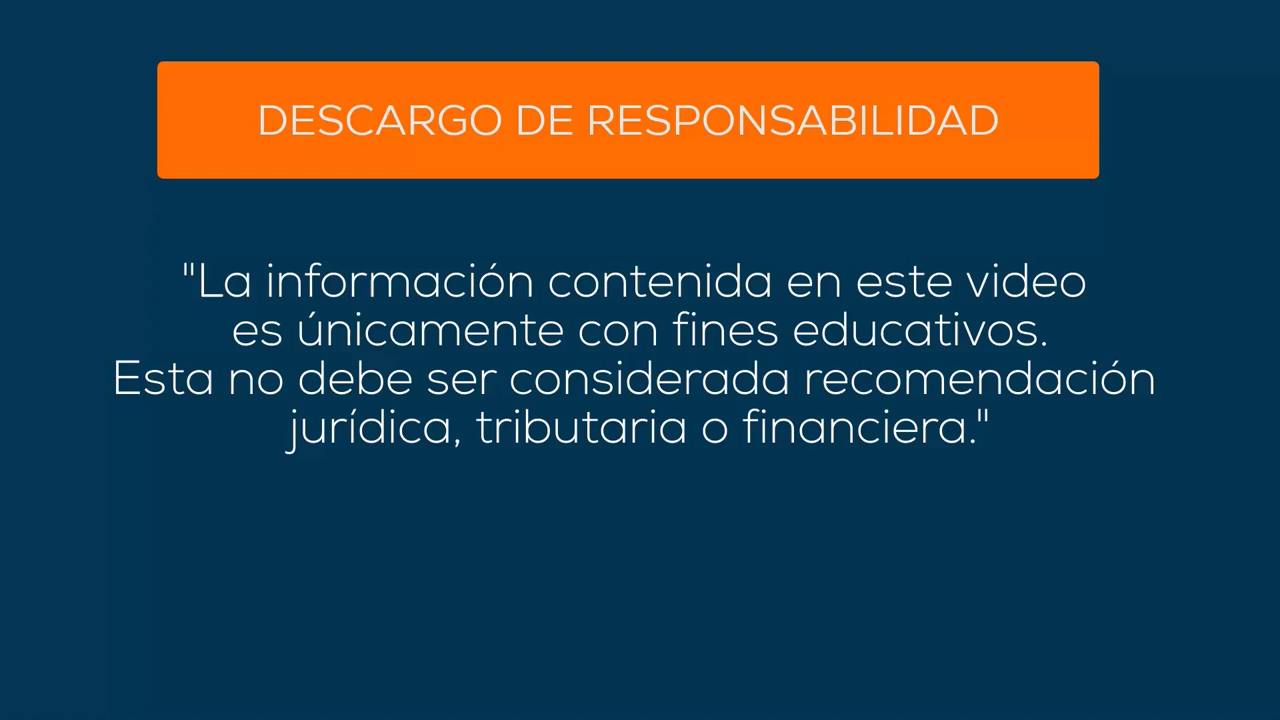 DESCARGO DE RESPONSABILIDAD
"La información contenida en este video
es únicamente con fines educativos.
Esta no debe ser considerada recomendación
jurídica, tributaria o financiera."